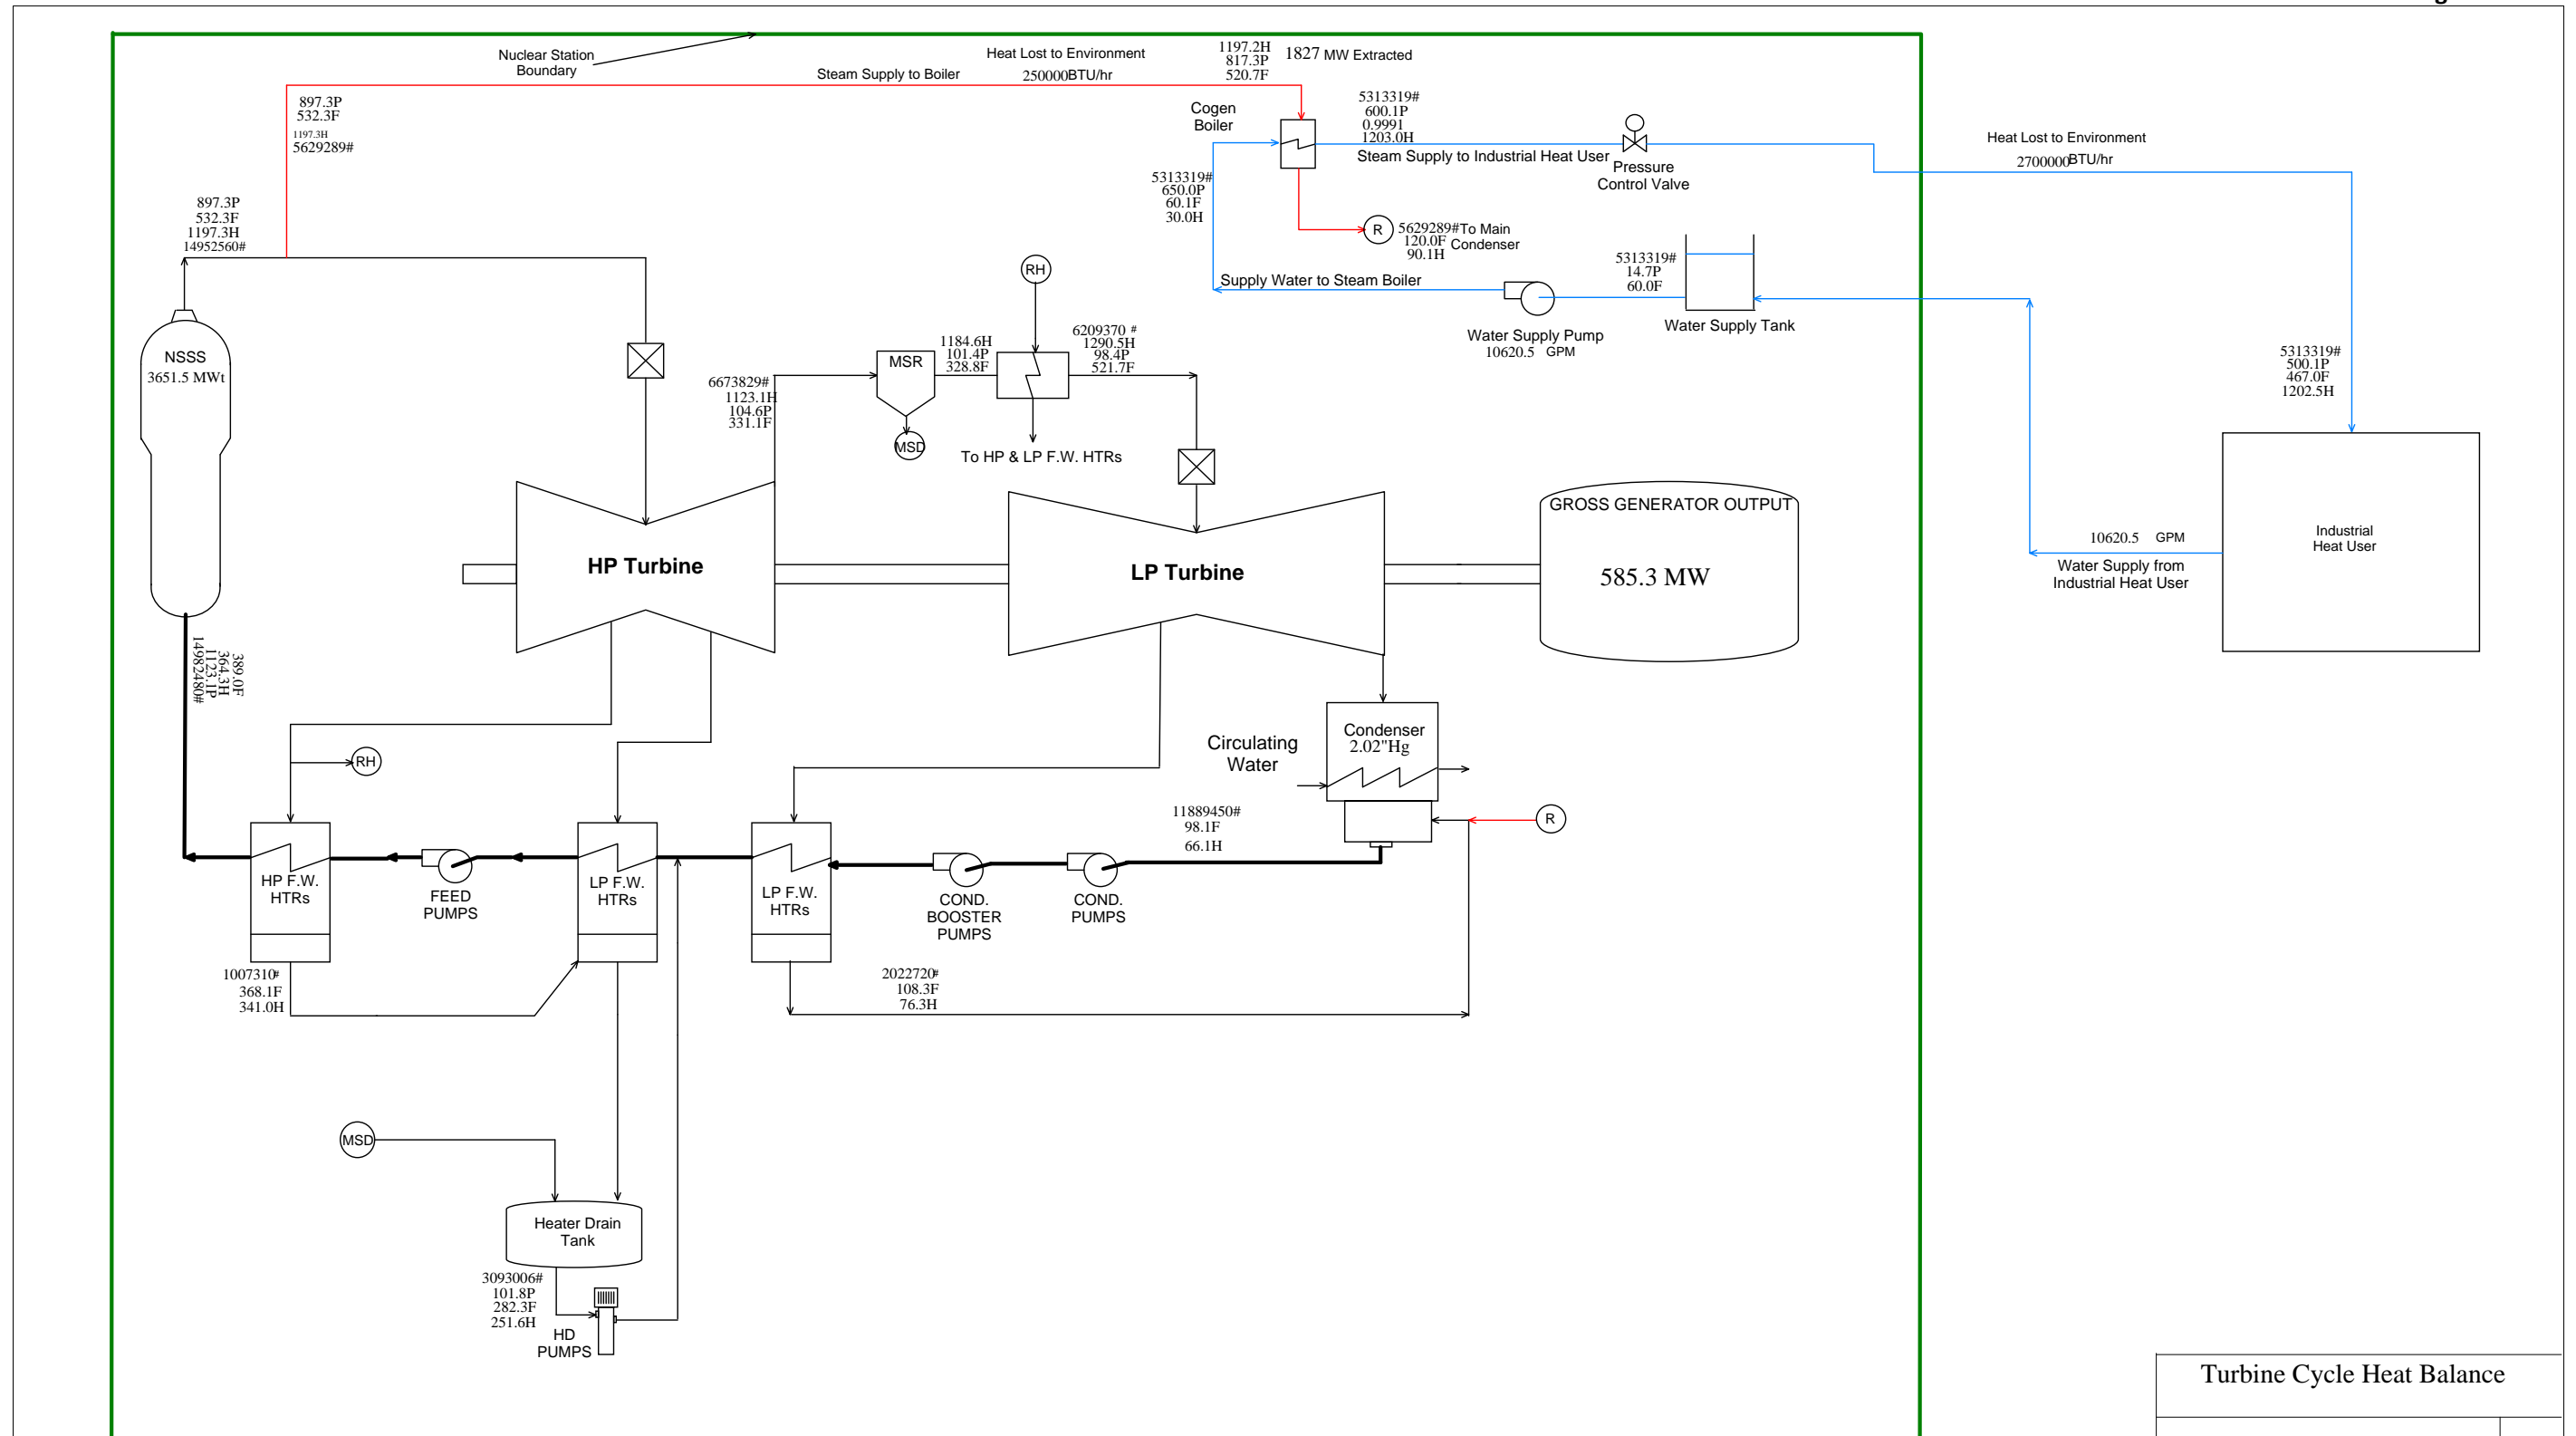 Nuclear Station
Boundary
Heat Lost to Environment
250000BTU/hr
Steam Supply to Boiler
1197.2H
817.3P
520.7F
1827 MW Extracted
897.3P
532.3F
1197.3H
5629289#
Cogen
Boiler
5313319#
600.1P
0.9991
1203.0H
Steam Supply to Industrial Heat User
Pressure
Control Valve
Heat Lost to Environment
2700000BTU/hr
5313319#
650.0P
60.1F
30.0H
897.3P
532.3F
1197.3H
14952560#
R
5629289#To Main
120.0F Condenser
90.1H
Supply Water to Steam Boiler
5313319#
14.7P
60.0F
Water Supply Pump
10620.5 GPM
Water Supply Tank
RH
NSSS
3651.5 MWt
6673829#
1123.1H
104.6P
331.1F
MSR
MSD
1184.6H
101.4P
328.8F
6209370 #
1290.5H
98.4P
521.7F
To HP & LP F.W. HTRs
5313319#
500.1P
467.0F
1202.5H
HP Turbine
LP Turbine
GROSS GENERATOR OUTPUT
585.3 MW
10620.5 GPM
Water Supply from
Industrial Heat User
Industrial
Heat User
389.0F
364.3H
1123.1P
14982480#
RH
Circulating
Water
Condenser
2.02"Hg
11889450#
98.1F
66.1H
R
HP F.W.
HTRs
FEED
PUMPS
LP F.W.
HTRs
LP F.W.
HTRs
COND.
BOOSTER
PUMPS
COND.
PUMPS
1007310#
368.1F
341.0H
2022720#
108.3F
76.3H
MSD
Heater Drain
Tank
3093006#
101.8P
282.3F
251.6H
HD
PUMPS
Turbine Cycle Heat Balance